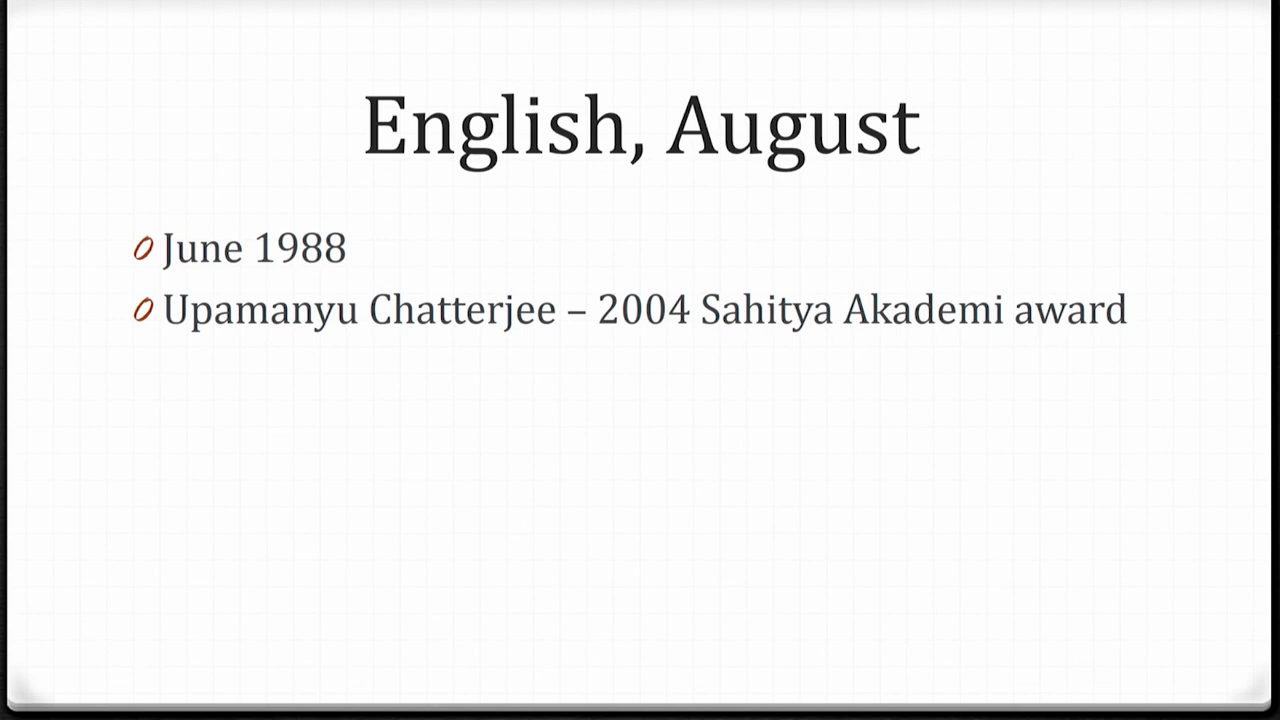 English, August
June 1988
Upamanyu Chatterjee – 2004 Sahitya Akademi award